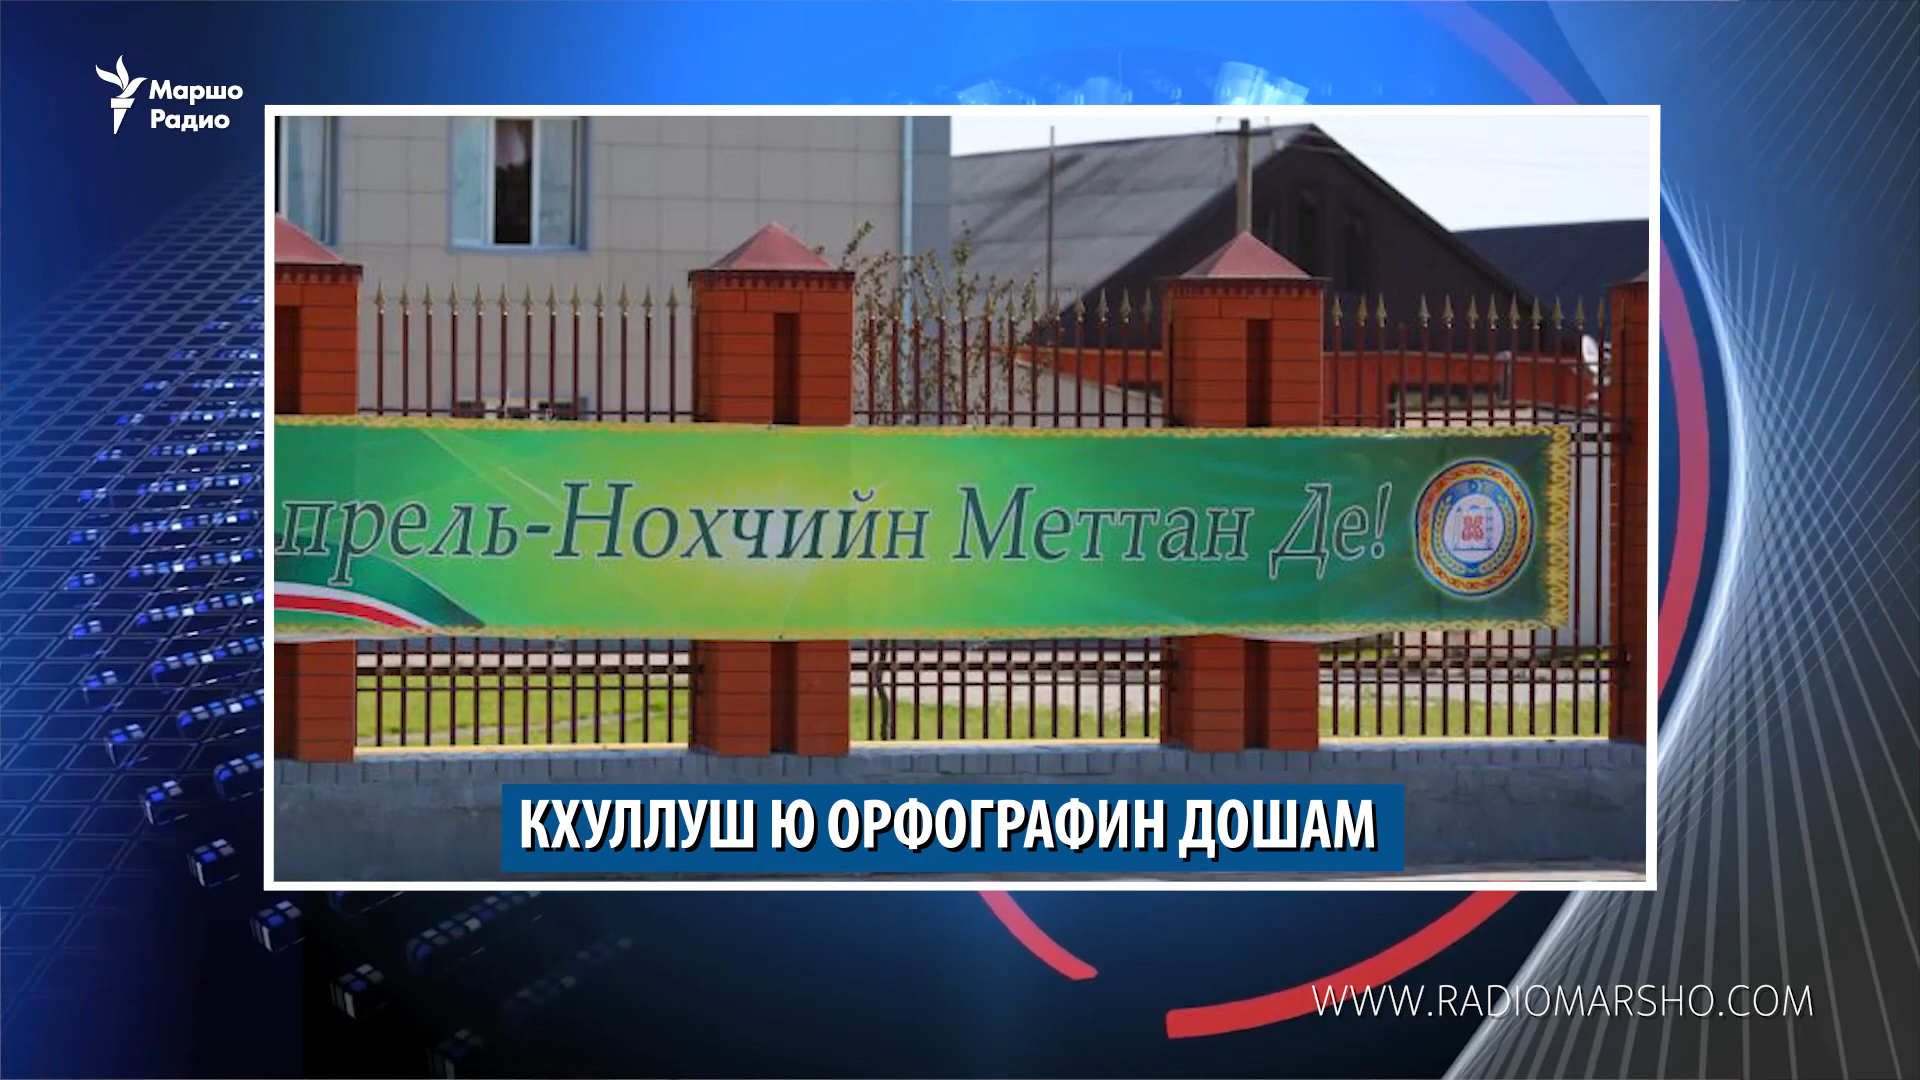 Маршо
Радио
прель-Нохчийн Меттан Де!
КХУЛЛУШ Ю ОРФОГРАФИН ДОШАМ
WWW.RADIOMARSHO.COM